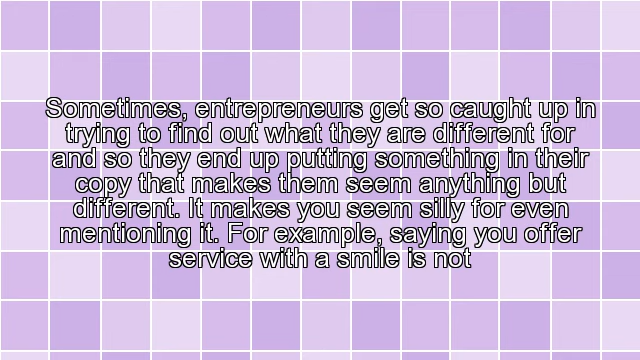 Sometimes, entrepreneurs get so caught up in
trying to find out what they are different for
and so they end up putting something in their
copy that makes them seem anything but
different. It makes you seem silly for even
mentioning it. For example, saying you offer
service with a smile is not